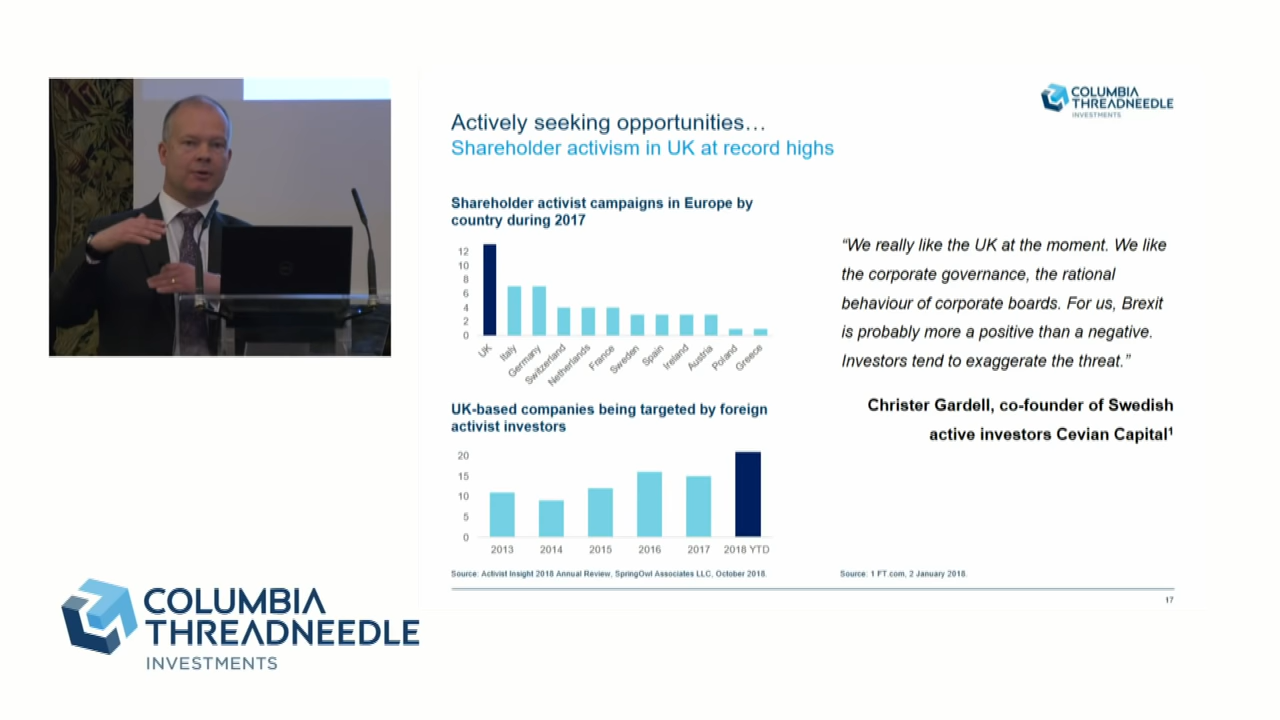 COLUMBIA
THREADNEEDLE
INVESTMENTS
Actively seeking opportunities…
Shareholder activism in UK at record highs
Shareholder activist campaigns in Europe by
country during 2017
12
10
8
6
4
2
0
UK
Italy
Germany
Switzerland
Netherlands
France
Sweden
Spain
Ireland
Austria
Poland
Greece
UK-based companies being targeted by foreign
activist investors
20
15
10
5
0
2013
2014
2015
2016
2017
2018 YTD
Source: Activist Insight 2018 Annual Review, SpringOwl Associates LLC, October 2018.
“We really like the UK at the moment. We like
the corporate governance, the rational
behaviour of corporate boards. For us, Brexit
is probably more a positive than a negative.
Investors tend to exaggerate the threat.”
Christer Gardell, co-founder of Swedish
active investors Cevian Capital¹
Source: 1 FT.com, 2 January 2018.
17
COLUMBIA
THREADNEEDLE
INVESTMENTS